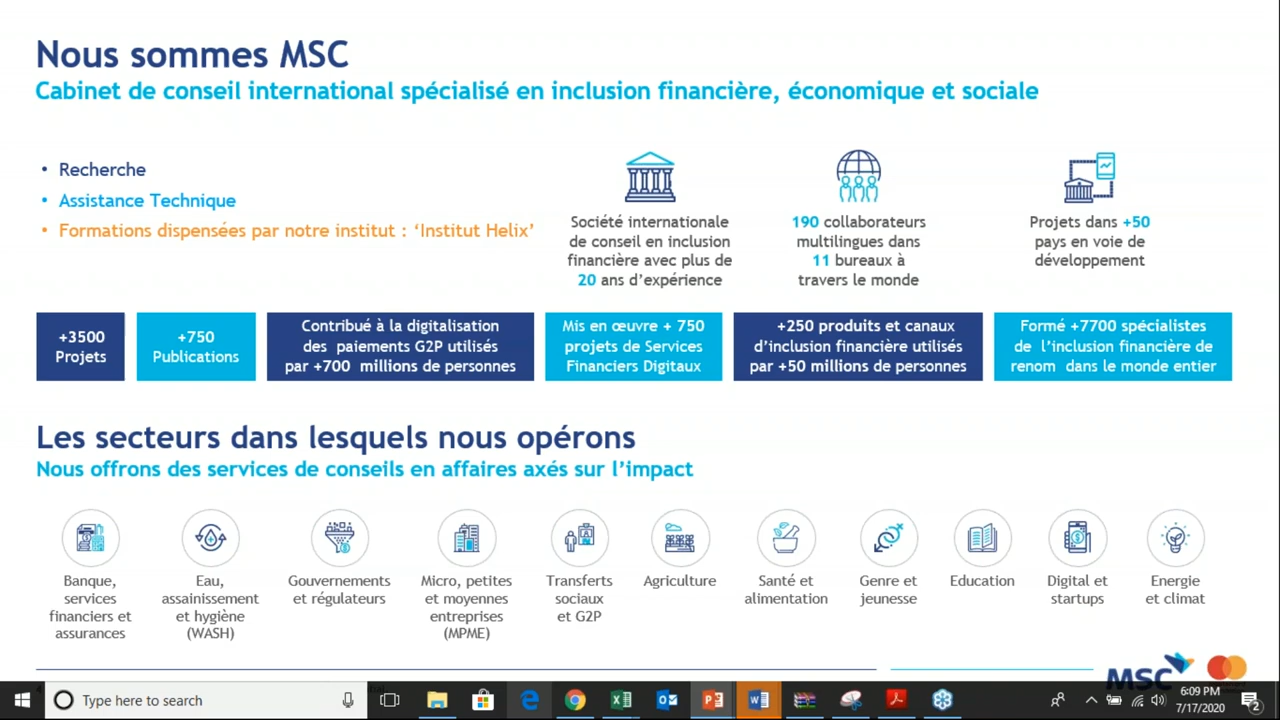 Nous sommes MSC
Cabinet de conseil international spécialisé en inclusion financière, économique et sociale
• Recherche
• Assistance Technique
• Formations dispensées par notre institut : ‘Institut Helix’
Société internationale
de conseil en inclusion
financière avec plus de
20 ans d’expérience
190 collaborateurs
multilingues dans
11 bureaux à
travers le monde
Projets dans +50
pays en voie de
développement
+3500
Projets
+750
Publications
Contribué à la digitalisation
des paiements G2P utilisés
par +700 millions de personnes
Mis en œuvre + 750
projets de Services
Financiers Digitaux
+250 produits et canaux
d’inclusion financière utilisés
par +50 millions de personnes
Formé +7700 spécialistes
de l’inclusion financière de
renom dans le monde entier
Les secteurs dans lesquels nous opérons
Nous offrons des services de conseils en affaires axés sur l’impact
Banque,
services
financiers et
assurances
Eau,
assainissement
et hygiène
(WASH)
Gouvernements
et régulateurs
Micro, petites
et moyennes
entreprises
(MPME)
Transferts
sociaux
et G2P
Agriculture
Santé et
alimentation
Genre et
jeunesse
Education
Digital et
startups
Energie
et climat
MSC
Type here to search
6:09 PM
7/17/2020
2